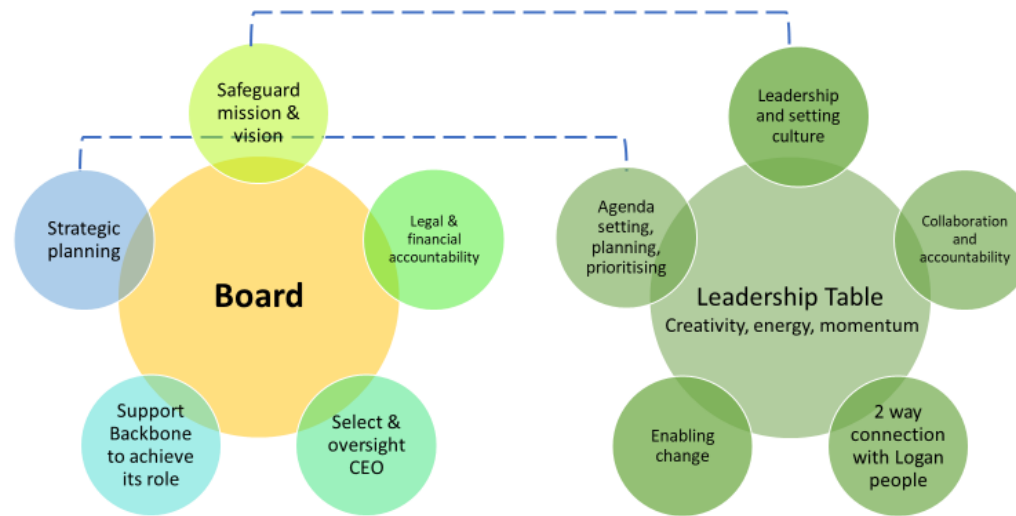 Safeguard
mission &
vision
Strategic
planning
Legal &
financial
accountability
Board
Support
Backbone
to achieve
its role
Select &
oversight
CEO
Leadership
and setting
culture
Agenda
setting,
planning,
prioritising
Collaboration
and
accountability
Leadership Table
Creativity, energy, momentum
Enabling
change
2 way
connection
with Logan
people